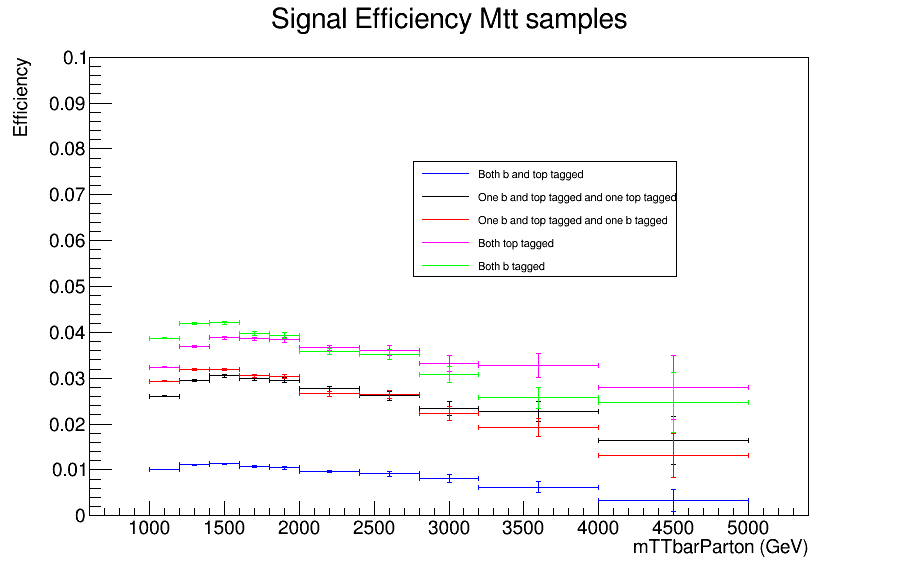 Signal Efficiency Mtt samples
Efficiency
0.1
0.09
0.08
0.07
0.06
0.05
0.04
0.03
0.02
0.01
0
Both b and top tagged
One b and top tagged and one top tagged
One b and top tagged and one b tagged
Both top tagged
Both b tagged
1000 1500 2000 2500 3000 3500 4000 4500 5000
mTTbarParton (GeV)